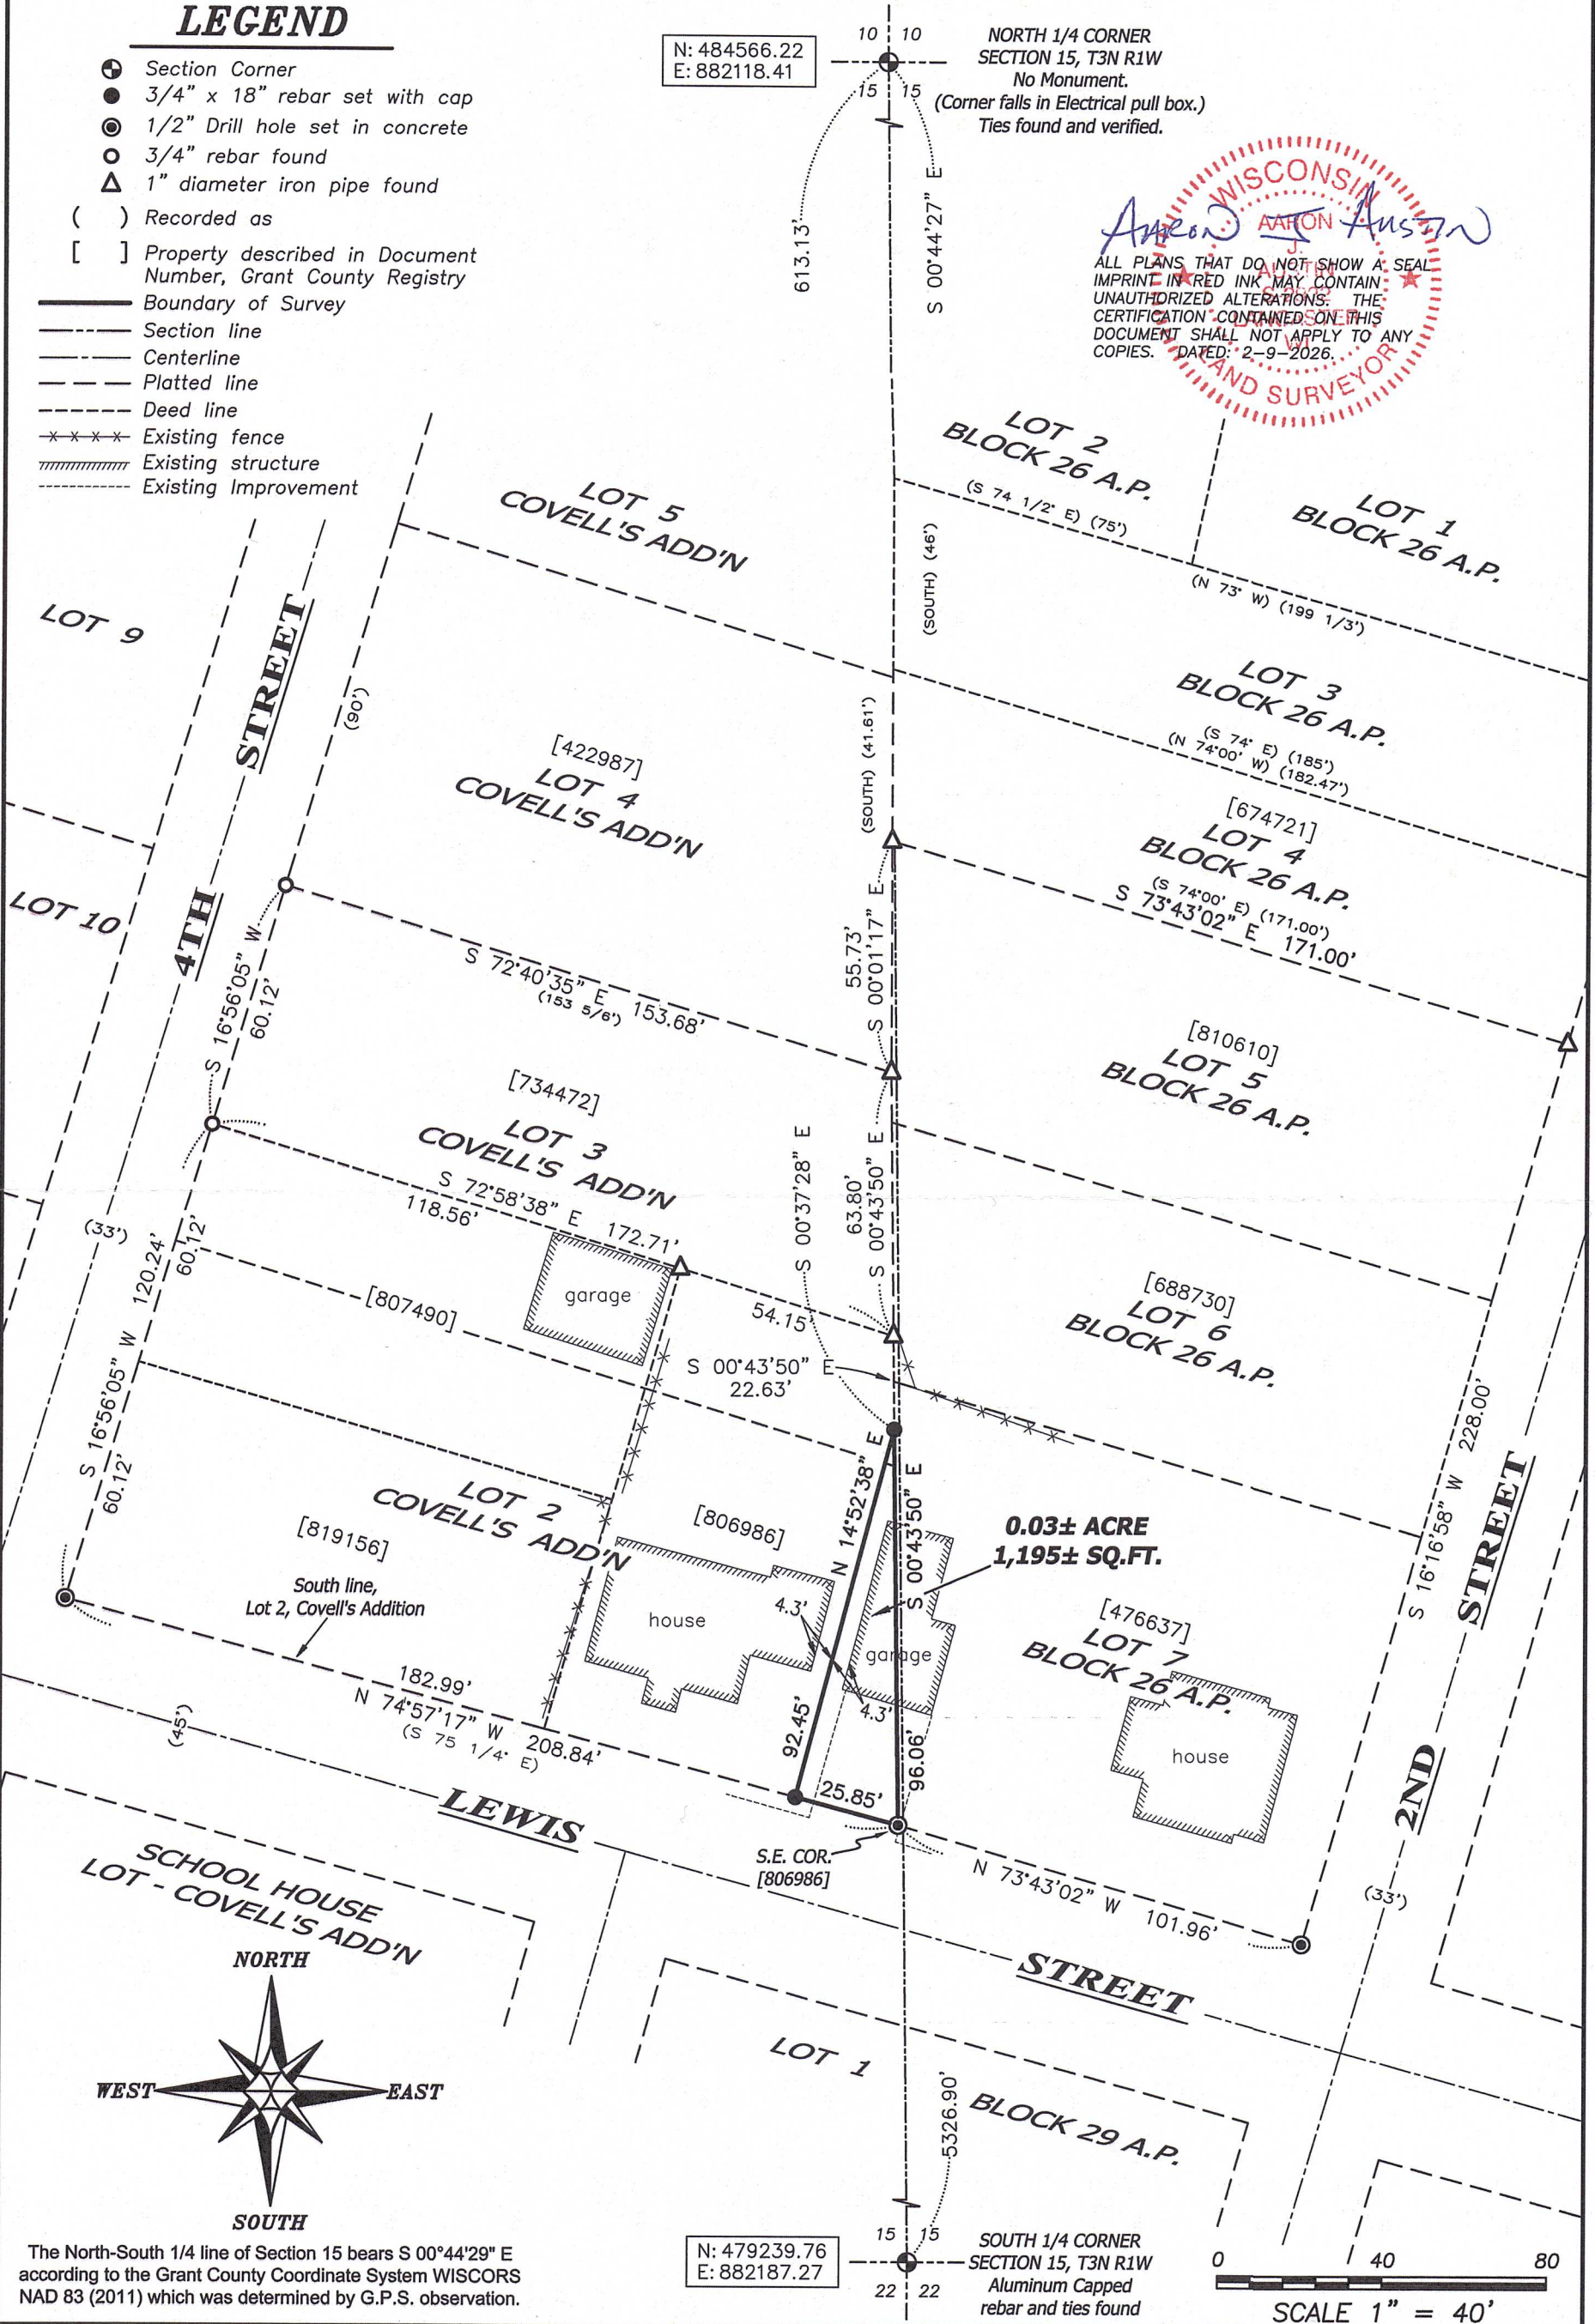 LEGEND
Section Corner
3/4" x 18" rebar set with cap
1/2" Drill hole set in concrete
3/4" rebar found
1" diameter iron pipe found
( ) Recorded as
[ ] Property described in Document
Number, Grant County Registry
Boundary of Survey
Section line
Centerline
Platted line
Deed line
Existing fence
Existing structure
Existing Improvement
N: 484566.22
E: 882118.41
10 10
15 15
NORTH 1/4 CORNER
SECTION 15, T3N R1W
No Monument.
(Corner falls in Electrical pull box.)
Ties found and verified.
613.13'
S 00°44'27" E
WISCONSIN
AARON
J.
AUSTIN
LANCASTER
WI
LAND SURVEYOR
Aaron J Austin
ALL PLANS THAT DO NOT SHOW A SEAL
IMPRINT IN RED INK MAY CONTAIN
UNAUTHORIZED ALTERATIONS. THE
CERTIFICATION CONTAINED ON THIS
DOCUMENT SHALL NOT APPLY TO ANY
COPIES. DATED: 2-9-2026.
LOT 2
BLOCK 26 A.P.
LOT 1
BLOCK 26 A.P.
(S 74 1/2° E) (75')
(N 73° W) (199 1/3')
(SOUTH) (46')
LOT 5
COVELL'S ADD'N
LOT 9
4TH STREET
(90')
LOT 3
BLOCK 26 A.P.
(S 74° E) (185')
(N 74°00' W) (182.47')
(SOUTH) (41.61')
[422987]
LOT 4
COVELL'S ADD'N
[674721]
LOT 4
BLOCK 26 A.P.
(S 74°00' E) (171.00')
S 73°43'02" E 171.00'
LOT 10
S 16°56'05" W
60.12'
S 72°40'35" E 153.68'
(153 5/6')
55.73'
S 00°01'17" E
[810610]
LOT 5
BLOCK 26 A.P.
[734472]
LOT 3
COVELL'S ADD'N
S 72°58'38" E 172.71'
118.56'
S 00°37'28" E
63.80'
S 00°43'50" E
(33')
60.12'
S 16°56'05" W 120.24'
60.12'
garage
[807490]
54.15'
S 00°43'50" E
22.63'
[688730]
LOT 6
BLOCK 26 A.P.
S 16°16'58" W 228.00'
2ND STREET
LOT 2
COVELL'S ADD'N
[819156]
South line,
Lot 2, Covell's Addition
[806986]
house
N 14°52'38" E
92.45'
S 00°43'50" E
96.06'
0.03± ACRE
1,195± SQ.FT.
4.3'
garage
4.3'
[476637]
LOT 7
BLOCK 26 A.P.
house
182.99'
N 74°57'17" W 208.84'
(S 75 1/4° E)
25.85'
(45')
LEWIS STREET
S.E. COR.
[806986]
N 73°43'02" W 101.96'
(33')
SCHOOL HOUSE
LOT - COVELL'S ADD'N
NORTH
WEST
EAST
SOUTH
LOT 1
BLOCK 29 A.P.
5326.90'
The North-South 1/4 line of Section 15 bears S 00°44'29" E
according to the Grant County Coordinate System WISCORS
NAD 83 (2011) which was determined by G.P.S. observation.
N: 479239.76
E: 882187.27
15 15
22 22
SOUTH 1/4 CORNER
SECTION 15, T3N R1W
Aluminum Capped
rebar and ties found
0 40 80
SCALE 1" = 40'